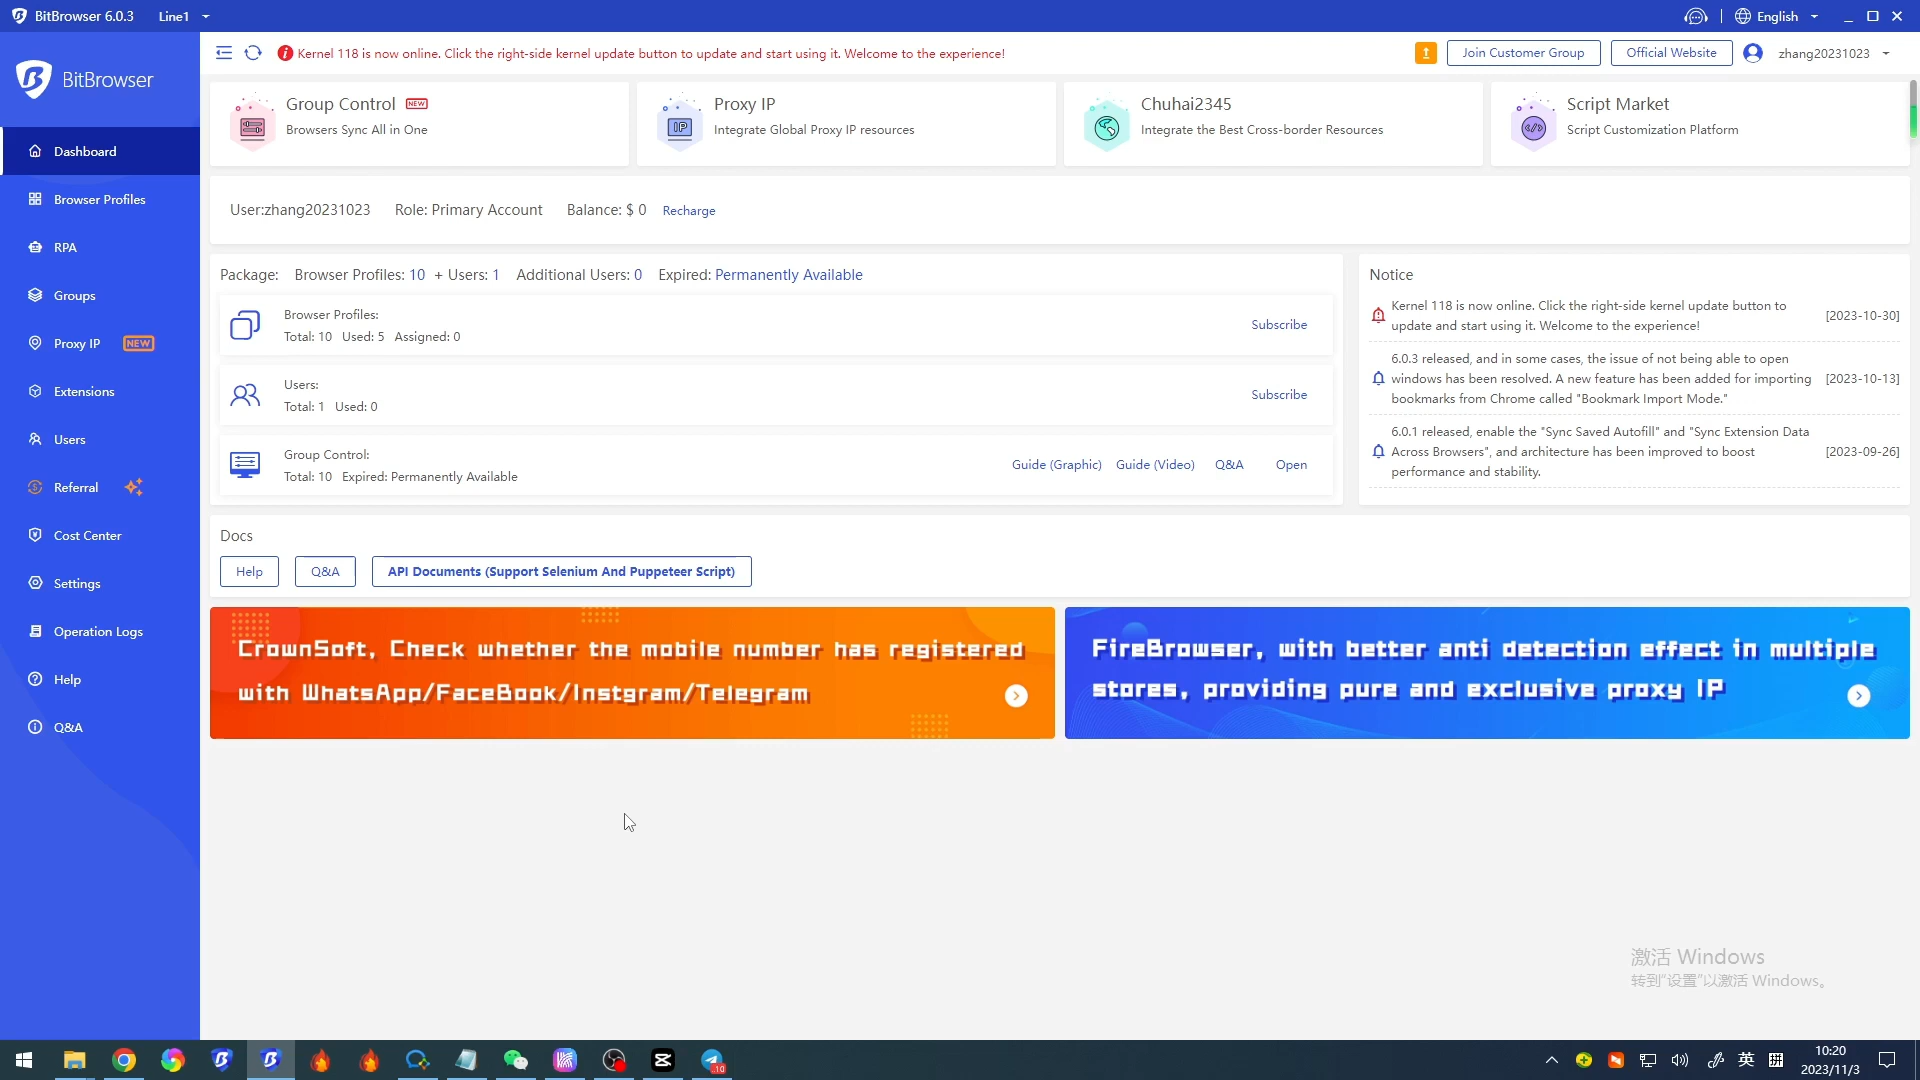 BitBrowser 6.0.3
Line1
English
BitBrowser
Kernel 118 is now online. Click the right-side kernel update button to update and start using it. Welcome to the experience!
Join Customer Group
Official Website
zhang20231023
Dashboard
Browser Profiles
RPA
Groups
Proxy IP NEW
Extensions
Users
Referral
Cost Center
Settings
Operation Logs
Help
Q&A
Group Control NEW
Browsers Sync All in One
IP
Proxy IP
Integrate Global Proxy IP resources
Chuhai2345
Integrate the Best Cross-border Resources
Script Market
Script Customization Platform
User:zhang20231023 Role: Primary Account Balance: $ 0 Recharge
Package: Browser Profiles: 10 + Users: 1 Additional Users: 0 Expired: Permanently Available
Browser Profiles:
Total: 10 Used: 5 Assigned: 0
Subscribe
Users:
Total: 1 Used: 0
Subscribe
Group Control:
Total: 10 Expired: Permanently Available
Guide (Graphic) Guide (Video) Q&A Open
Notice
Kernel 118 is now online. Click the right-side kernel update button to
update and start using it. Welcome to the experience!
[2023-10-30]
6.0.3 released, and in some cases, the issue of not being able to open
windows has been resolved. A new feature has been added for importing
bookmarks from Chrome called "Bookmark Import Mode."
[2023-10-13]
6.0.1 released, enable the "Sync Saved Autofill" and "Sync Extension Data
Across Browsers", and architecture has been improved to boost
performance and stability.
[2023-09-26]
Docs
Help
Q&A
API Documents (Support Selenium And Puppeteer Script)
CrownSoft, Check whether the mobile number has registered
with WhatsApp/FaceBook/Instgram/Telegram
FireBrowser, with better anti detection effect in multiple
stores, providing pure and exclusive proxy IP
激活 Windows
转到"设置"以激活 Windows。
10
英
拼
10:20
2023/11/3